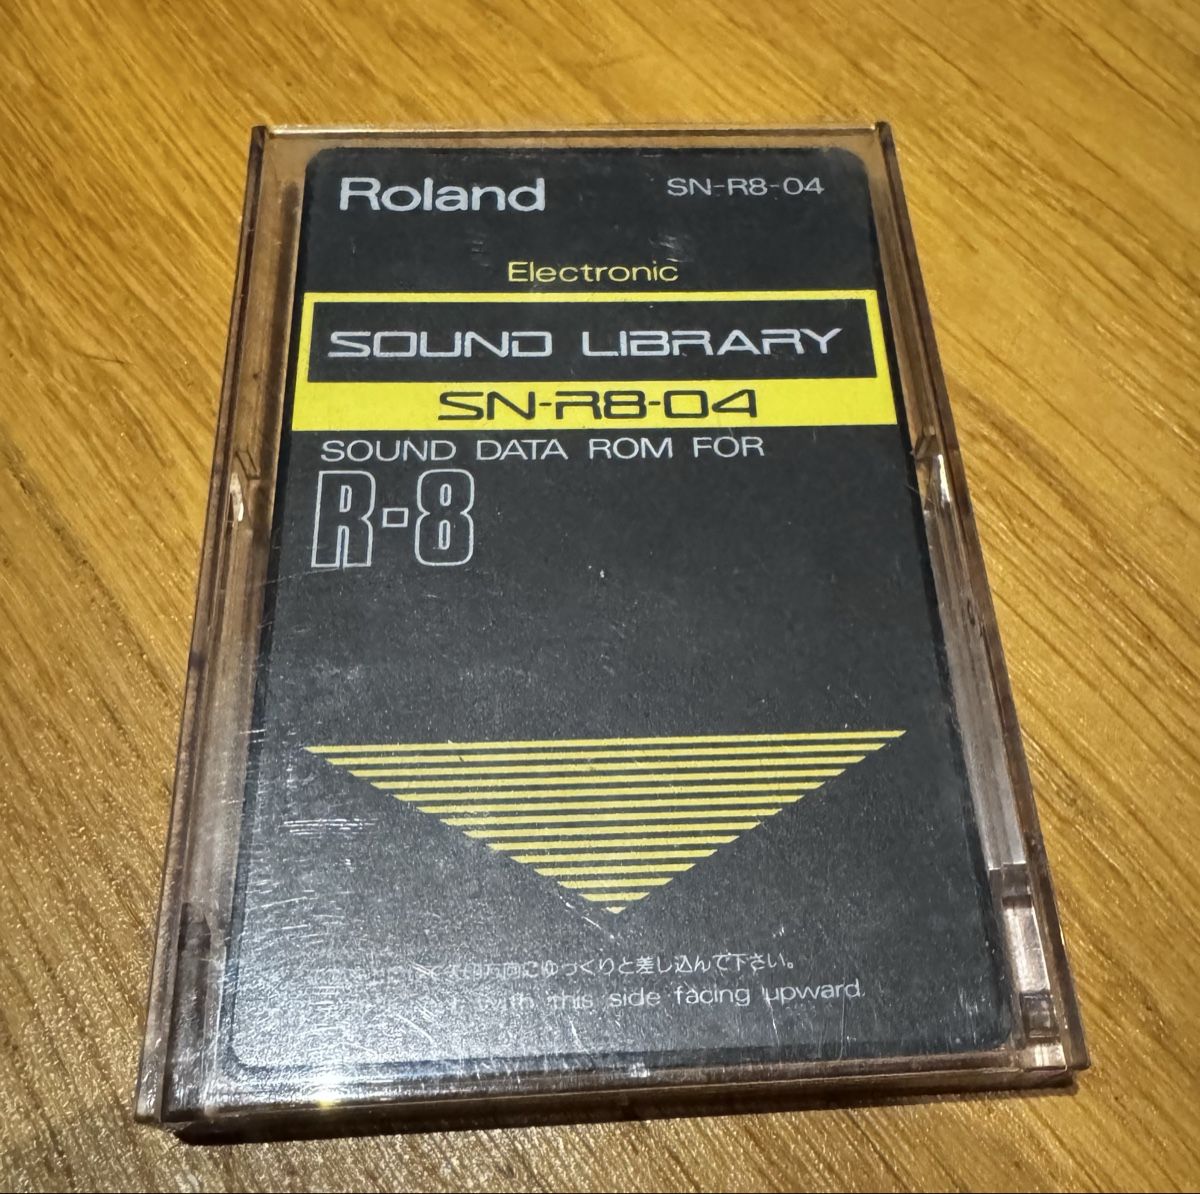 Roland
SN-R8-04
Electronic
SOUND LIBRARY
SN-R8-04
SOUND DATA ROM FOR
R-8
方向にゆっくりと差し込んで下さい。
with this side facing upward.